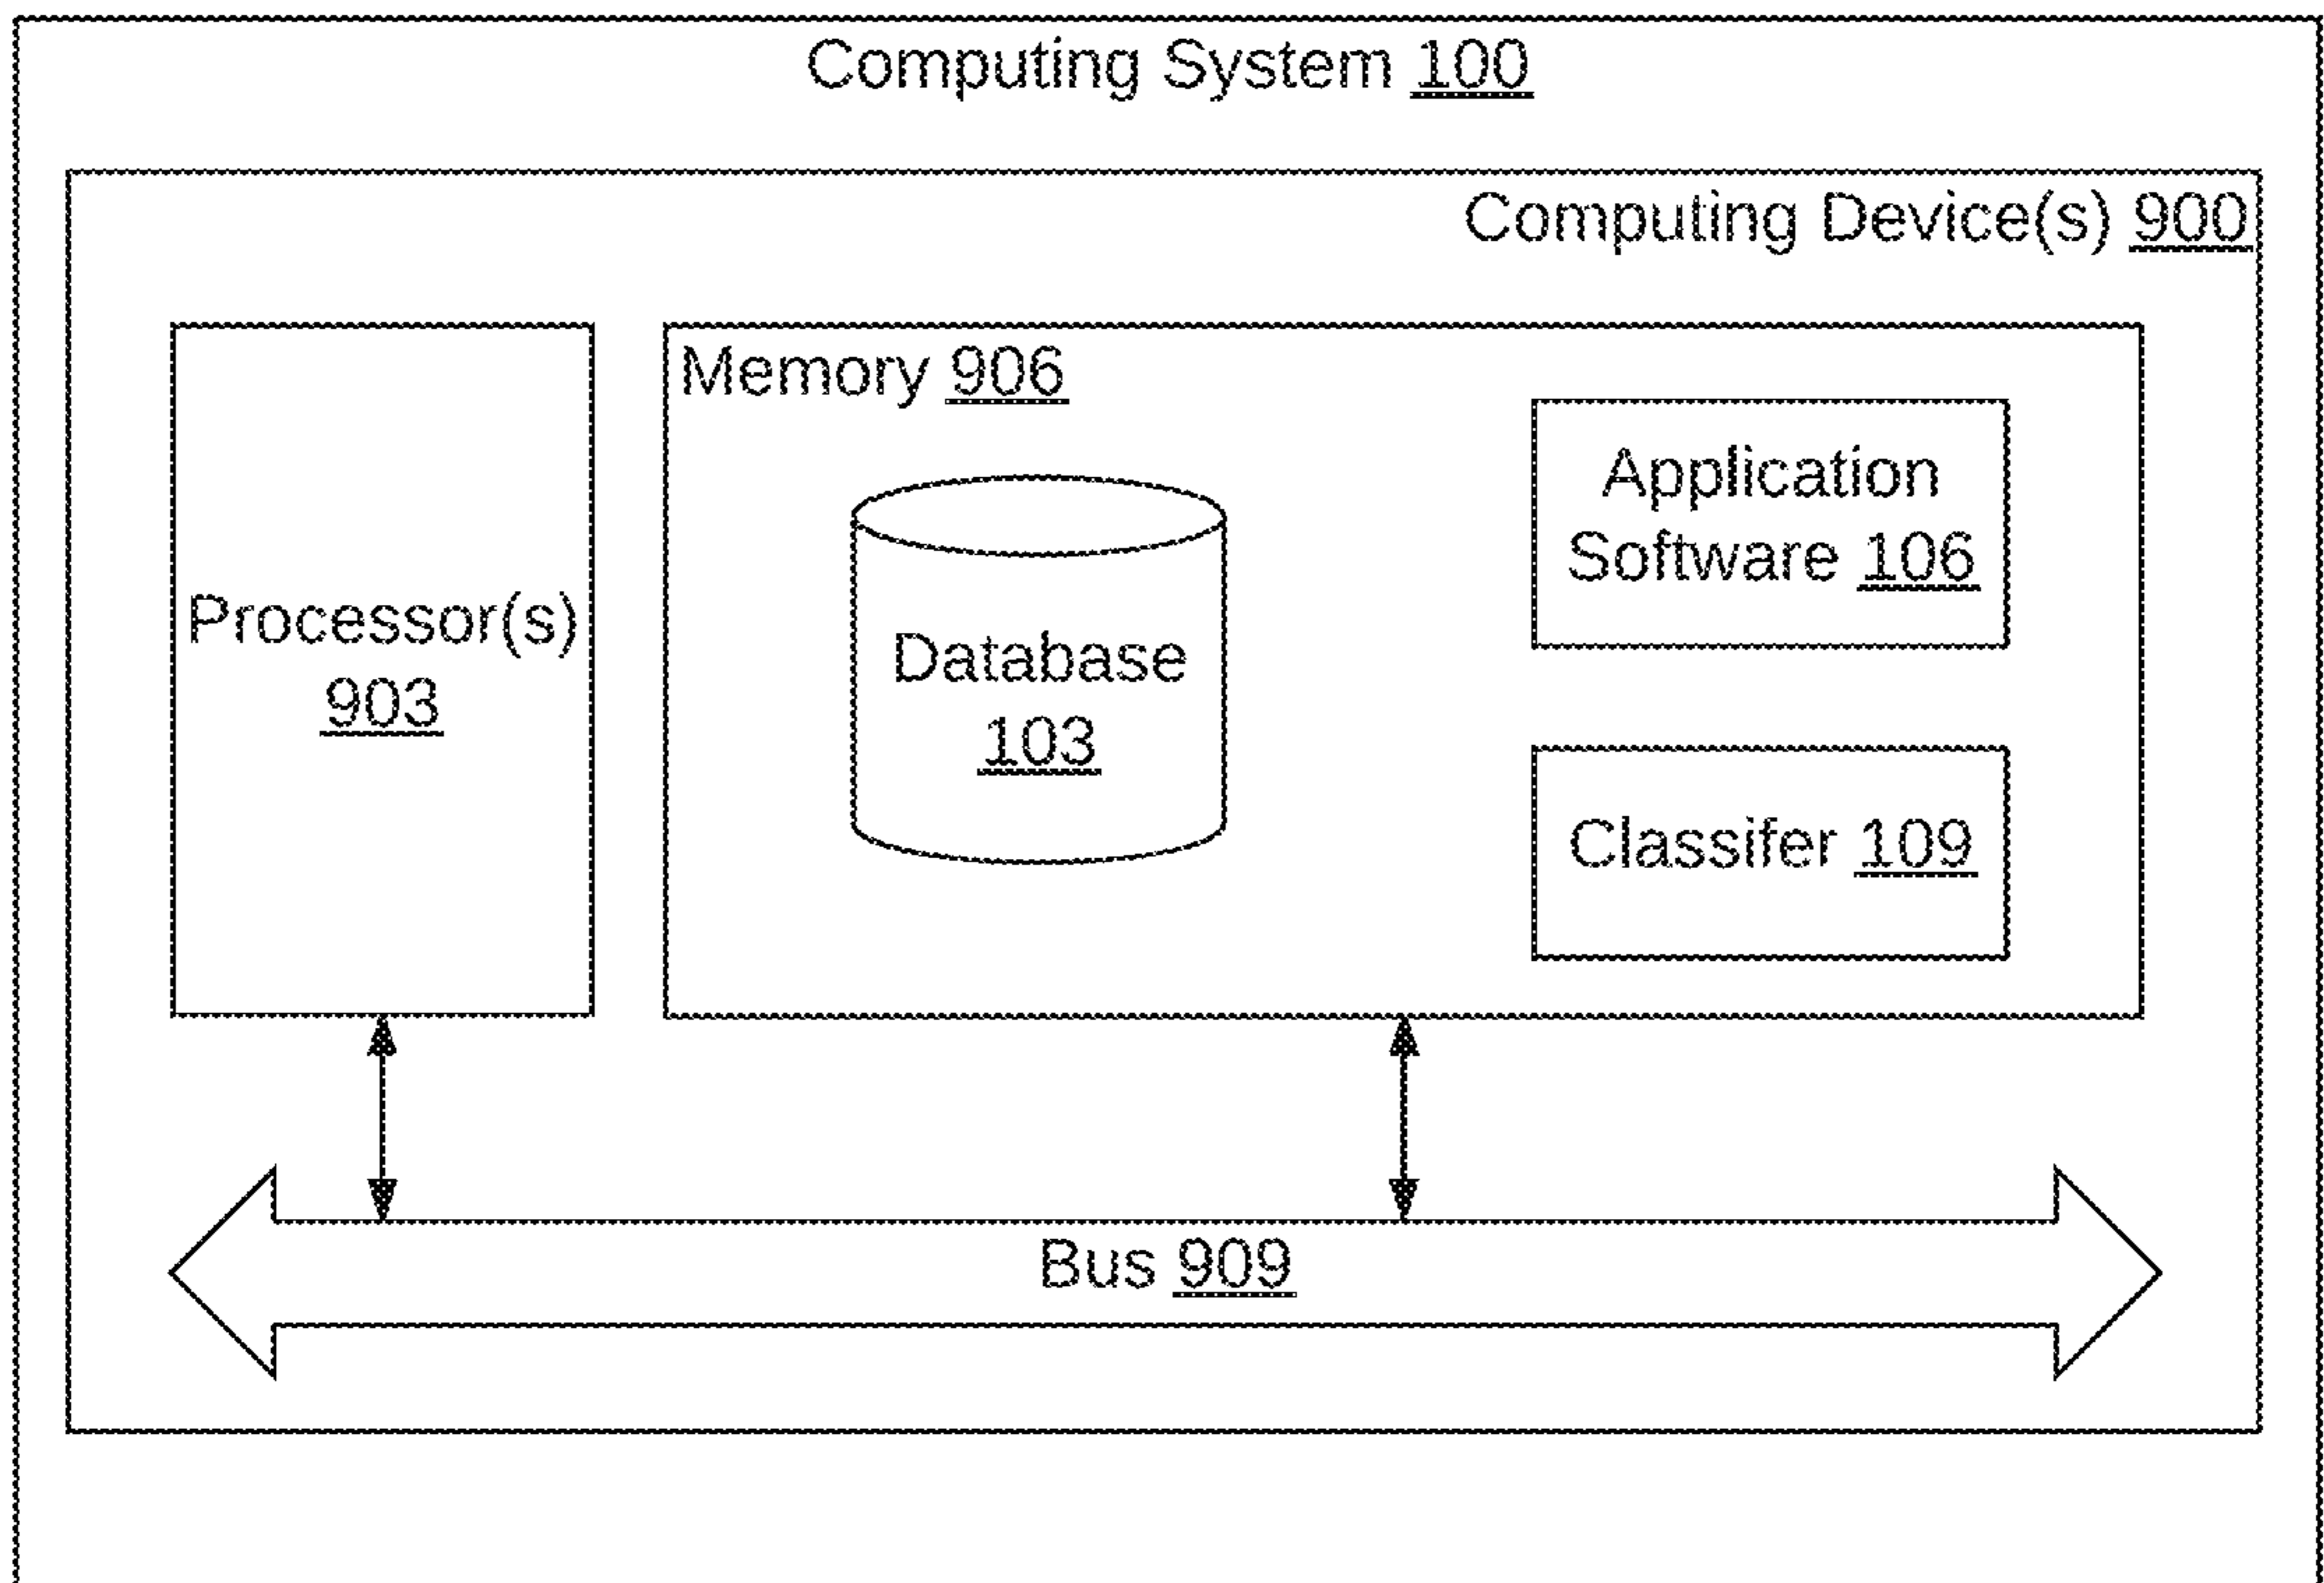 Computing System 100
Computing Device(s) 900
Memory 906
Application
Software 106
Processor(s)
903
Database
103
Classifer 109
Bus 909